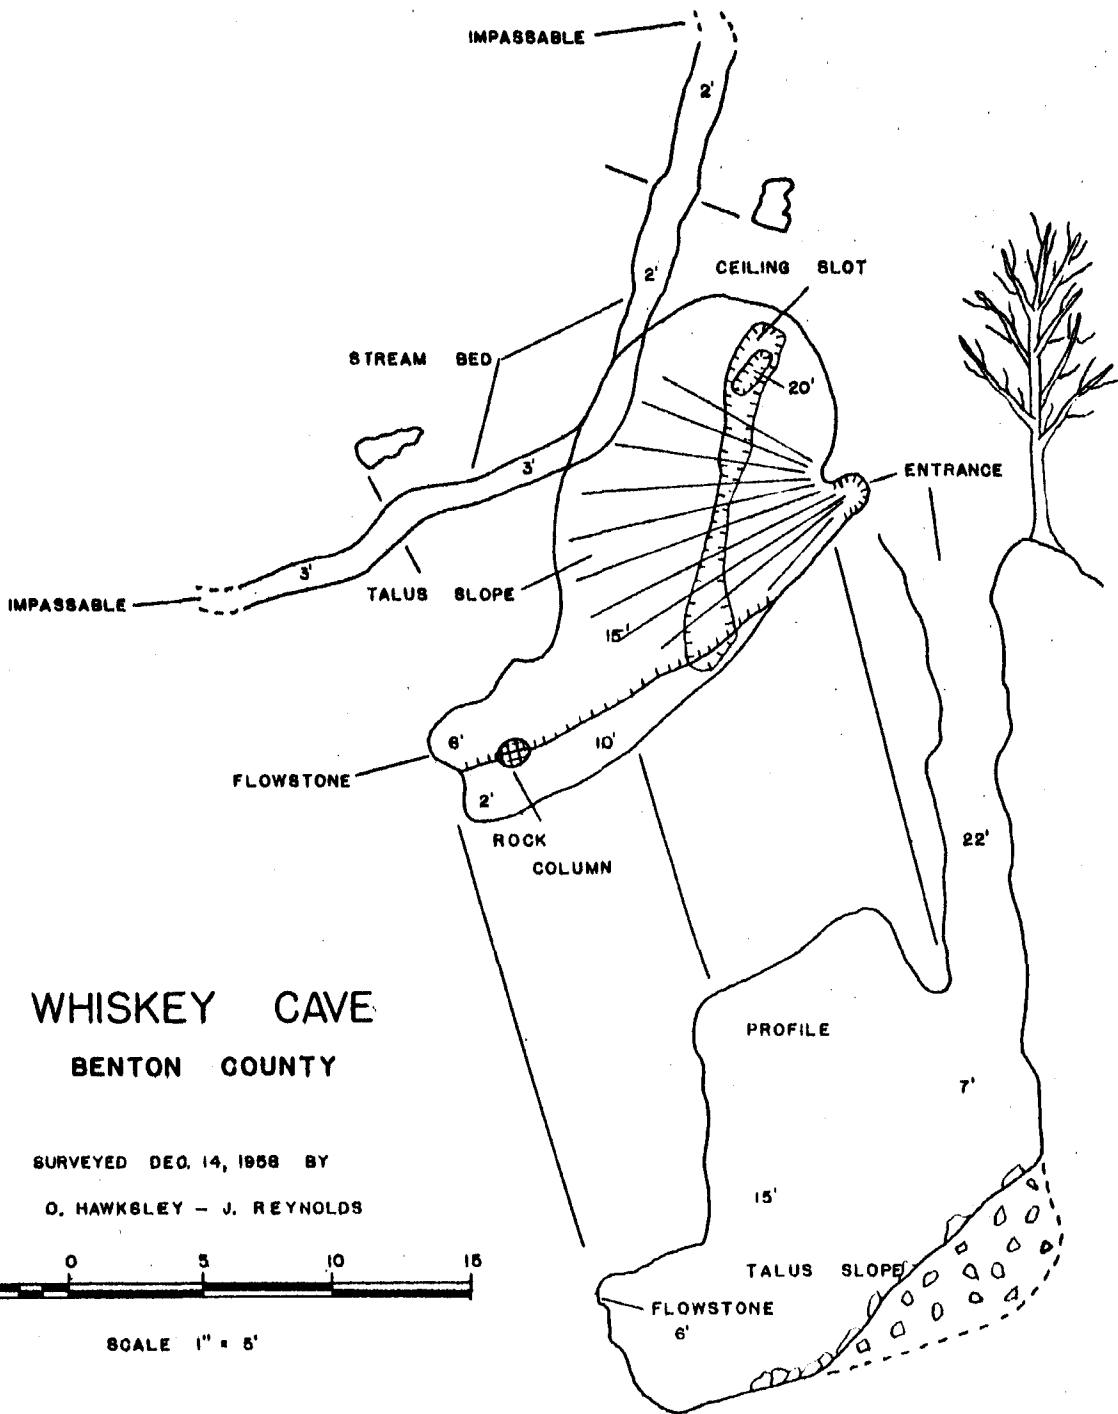 IMPASSABLE
2'
CEILING SLOT
2'
STREAM BED
20'
3'
ENTRANCE
3'
TALUS SLOPE
IMPASSABLE
15'
6'
10'
FLOWSTONE
2'
ROCK
COLUMN
22'
WHISKEY CAVE
BENTON COUNTY
PROFILE
7'
SURVEYED DEC. 14, 1958 BY
O. HAWKSLEY – J. REYNOLDS
15'
0 5 10 15
TALUS SLOPE
FLOWSTONE
6'
SCALE 1" = 5'